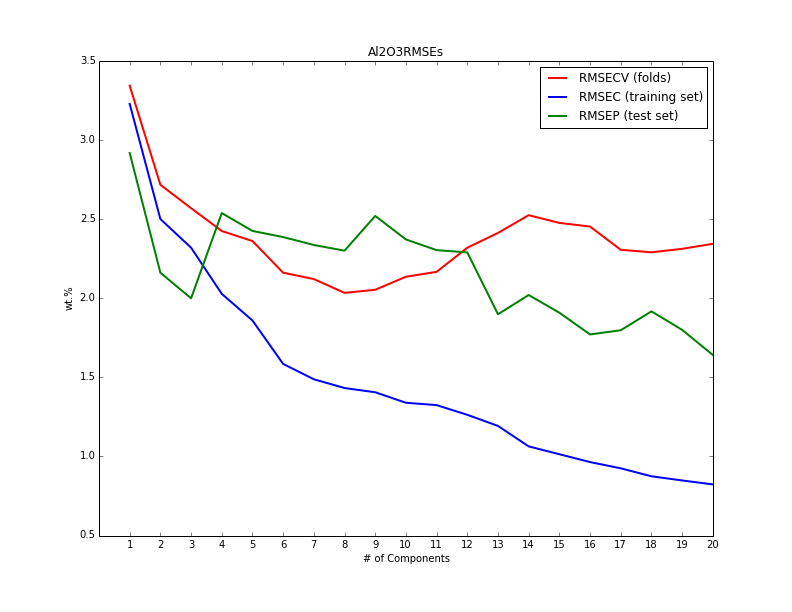 Al2O3RMSEs
RMSECV (folds)
RMSEC (training set)
RMSEP (test set)
3.5
3.0
2.5
2.0
1.5
1.0
0.5
wt.%
1 2 3 4 5 6 7 8 9 10 11 12 13 14 15 16 17 18 19 20
# of Components